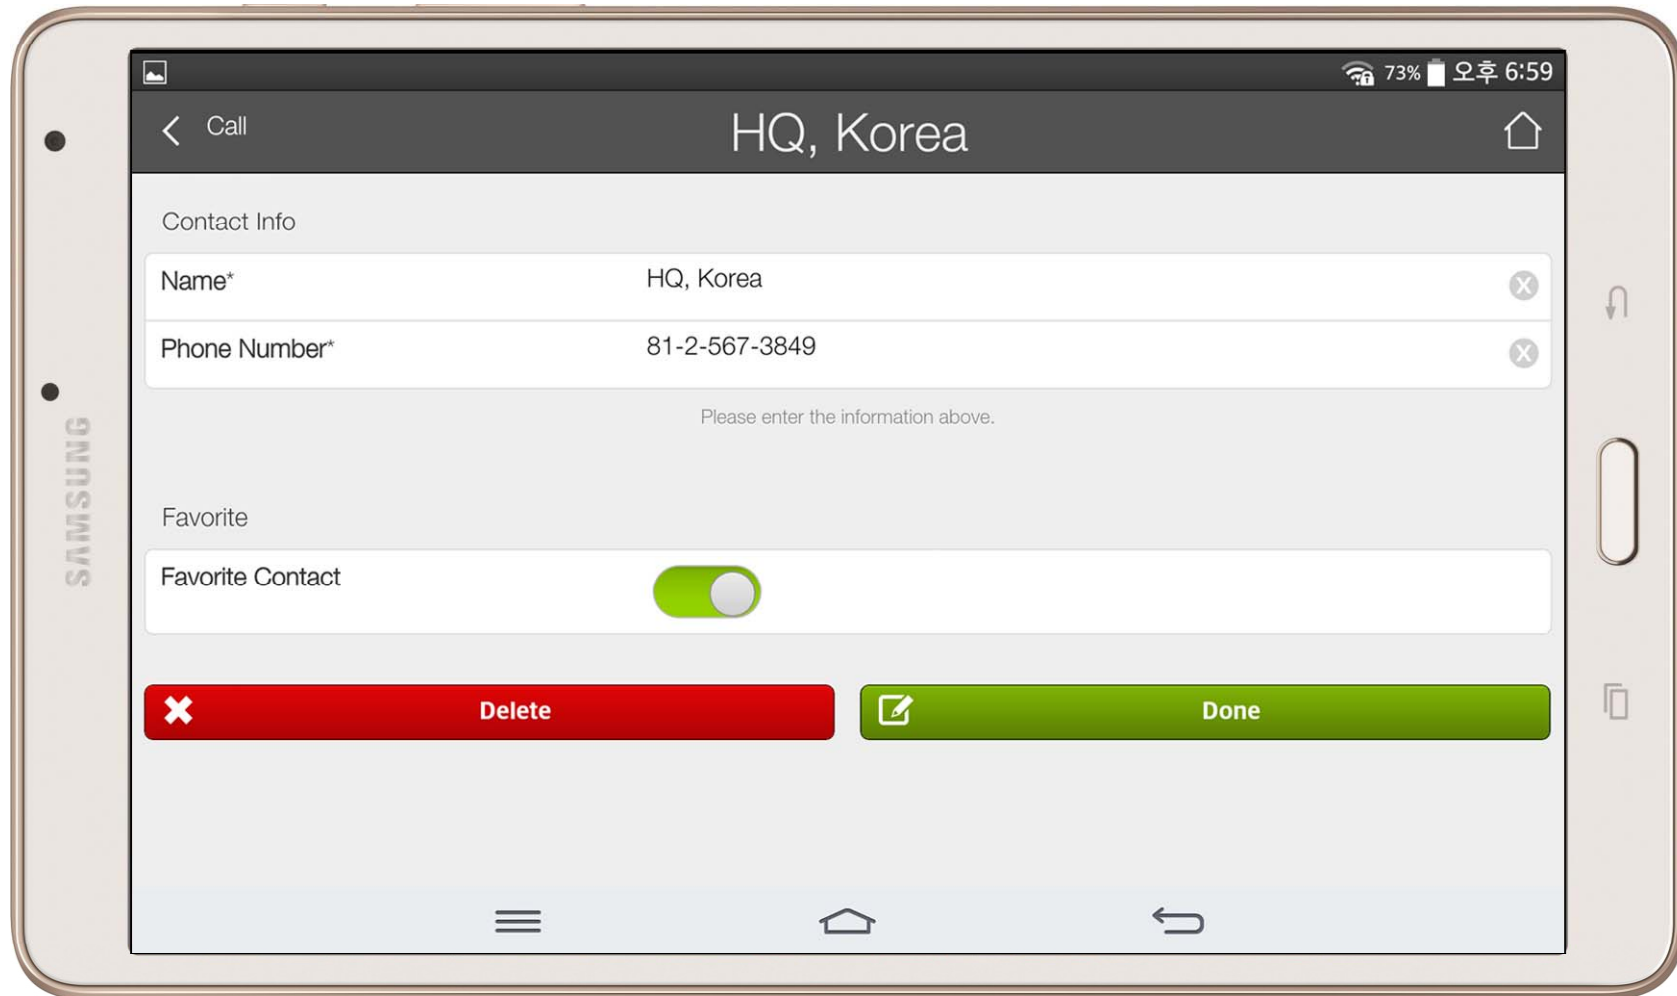 73% 오후 6:59
Call
HQ, Korea
Contact Info
Name* HQ, Korea
Phone Number* 81-2-567-3849
Please enter the information above.
Favorite
Favorite Contact
Delete
Done
SAMSUNG